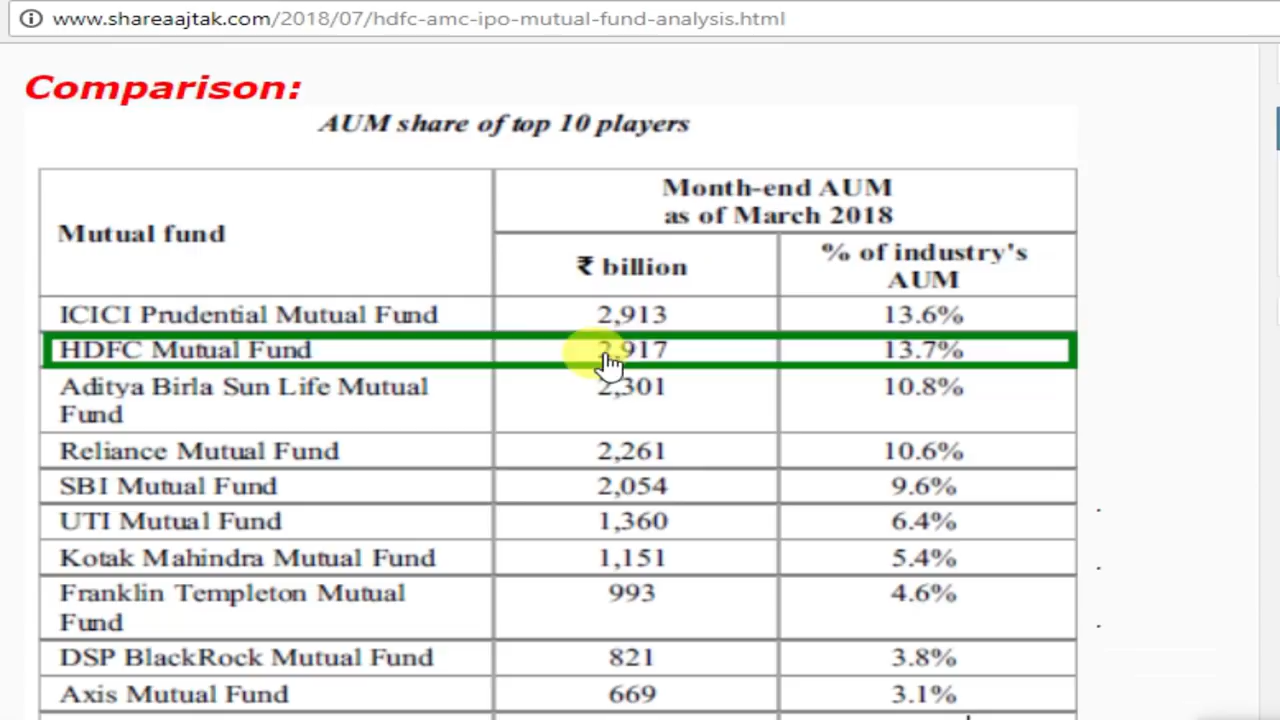 www.shareaajtak.com/2018/07/hdfc-amc-ipo-mutual-fund-analysis.html
Comparison:
AUM share of top 10 players
Mutual fund
Month-end AUM
as of March 2018
₹ billion
% of industry's
AUM
ICICI Prudential Mutual Fund 2,913 13.6%
HDFC Mutual Fund 2,917 13.7%
Aditya Birla Sun Life Mutual
Fund 2,301 10.8%
Reliance Mutual Fund 2,261 10.6%
SBI Mutual Fund 2,054 9.6%
UTI Mutual Fund 1,360 6.4%
Kotak Mahindra Mutual Fund 1,151 5.4%
Franklin Templeton Mutual
Fund 993 4.6%
DSP BlackRock Mutual Fund 821 3.8%
Axis Mutual Fund 669 3.1%